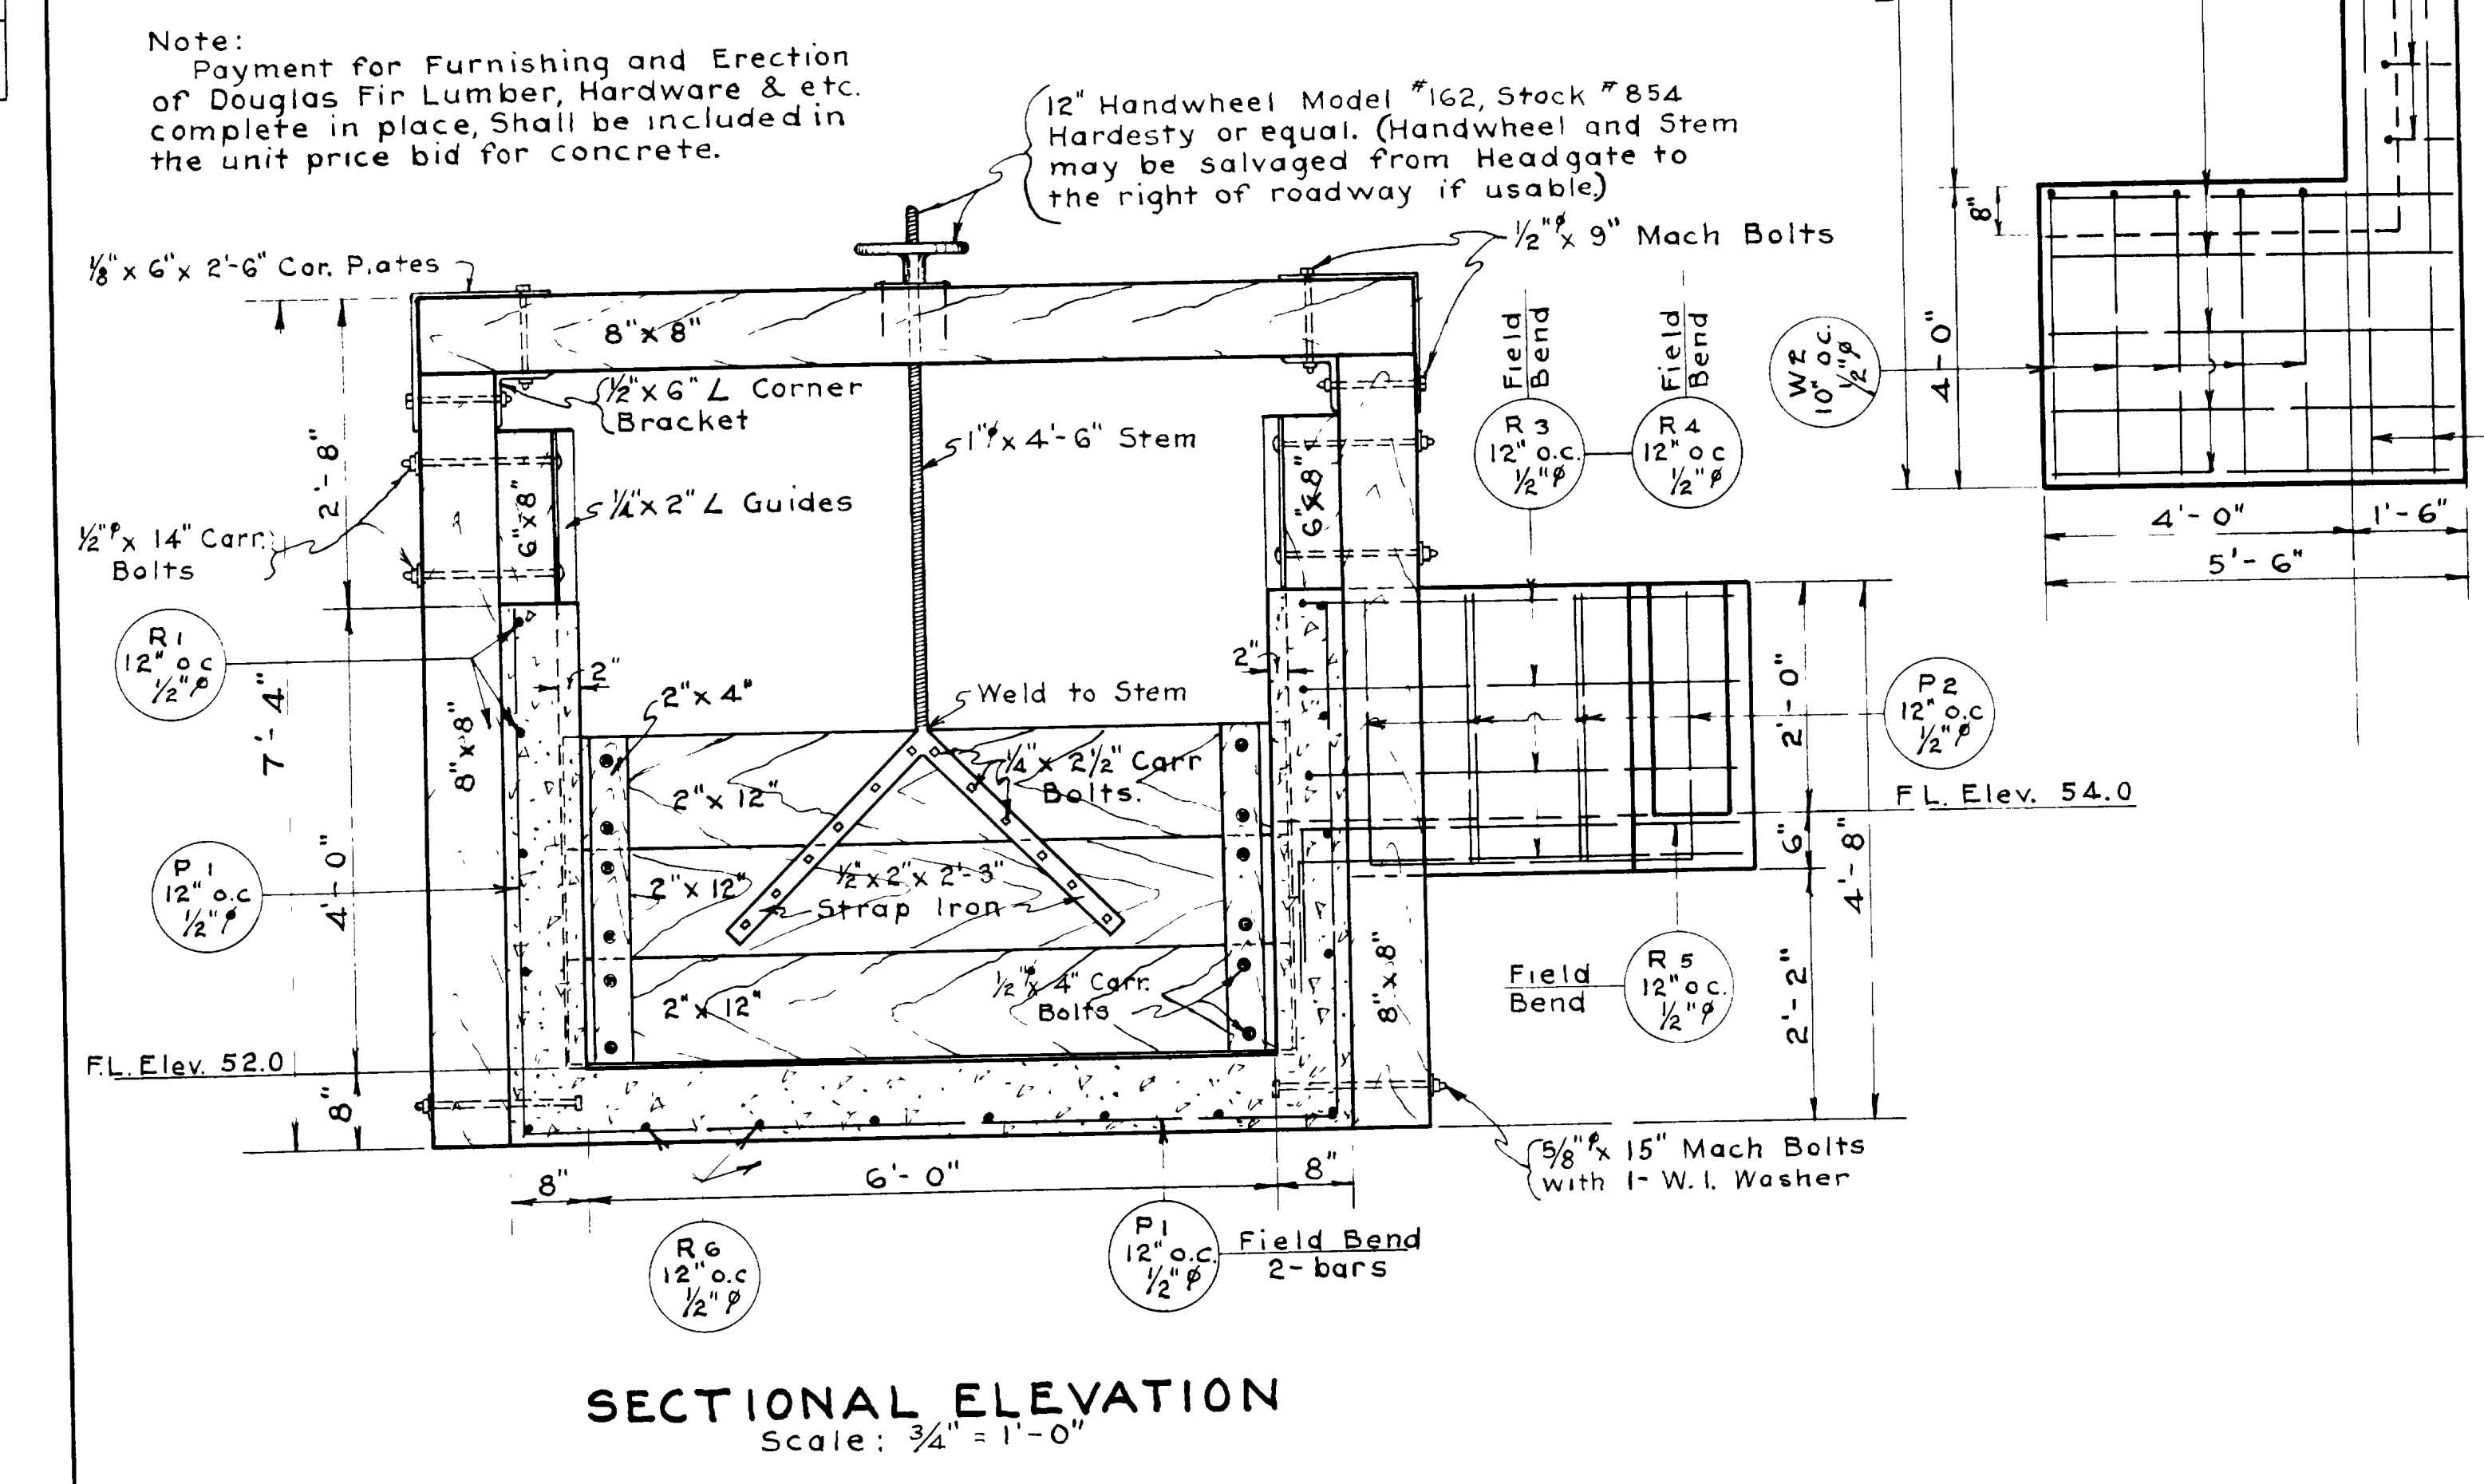 Note:
Payment for Furnishing and Erection
of Douglas Fir Lumber, Hardware & etc.
complete in place, Shall be included in
the unit price bid for concrete.
12" Handwheel Model #162, Stock #854
Hardesty or equal. (Handwheel and Stem
may be salvaged from Headgate to
the right of roadway if usable.)
1/2"φ x 9" Mach Bolts
1/8" x 6" x 2'-6" Cor. Plates
8" x 8"
1/2" x 6" L Corner
Bracket
1"φ x 4'-6" Stem
1/4" x 2" L Guides
6" x 8"
6" x 8"
1/2"φ x 14" Carr.
Bolts
2'-8"
Field
Bend
Field
Bend
R 3
12" o.c.
1/2"φ
R 4
12" o c
1/2"φ
W 2
10" o.c.
1/2"φ
8"
4'-0"
4'-0"
1'-6"
5'-6"
R 1
12" o c
1/2"φ
7'-4"
8" x 8"
2"
2" x 4"
Weld to Stem
2"
1/4 x 2 1/2" Carr
Bolts.
2" x 12"
2'-0"
P 2
12" o.c
1/2"φ
F L. Elev. 54.0
6"
4'-8"
P 1
12" o.c
1/2"φ
4'-0"
2" x 12"
1/2" x 2" x 2'-3"
Strap Iron
8" x 8"
Field
Bend
R 5
12" o c.
1/2"φ
2'-2"
2" x 12"
1/2"φ x 4" Carr.
Bolts
F.L. Elev. 52.0
8"
8"
6'-0"
8"
5/8"φ x 15" Mach Bolts
with 1- W.I. Washer
R 6
12" o.c
1/2"φ
P 1
12" o.c.
1/2"φ
Field Bend
2-bars
SECTIONAL ELEVATION
Scale: 3/4" = 1'-0"